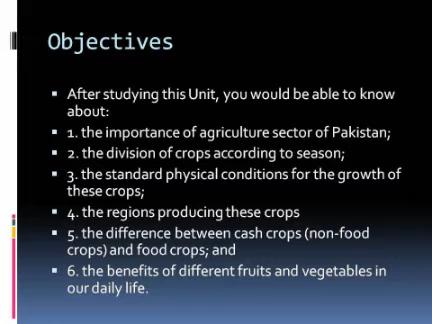 Objectives
After studying this Unit, you would be able to know
about:
1. the importance of agriculture sector of Pakistan;
2. the division of crops according to season;
3. the standard physical conditions for the growth of
these crops;
4. the regions producing these crops
5. the difference between cash crops (non-food
crops) and food crops; and
6. the benefits of different fruits and vegetables in
our daily life.